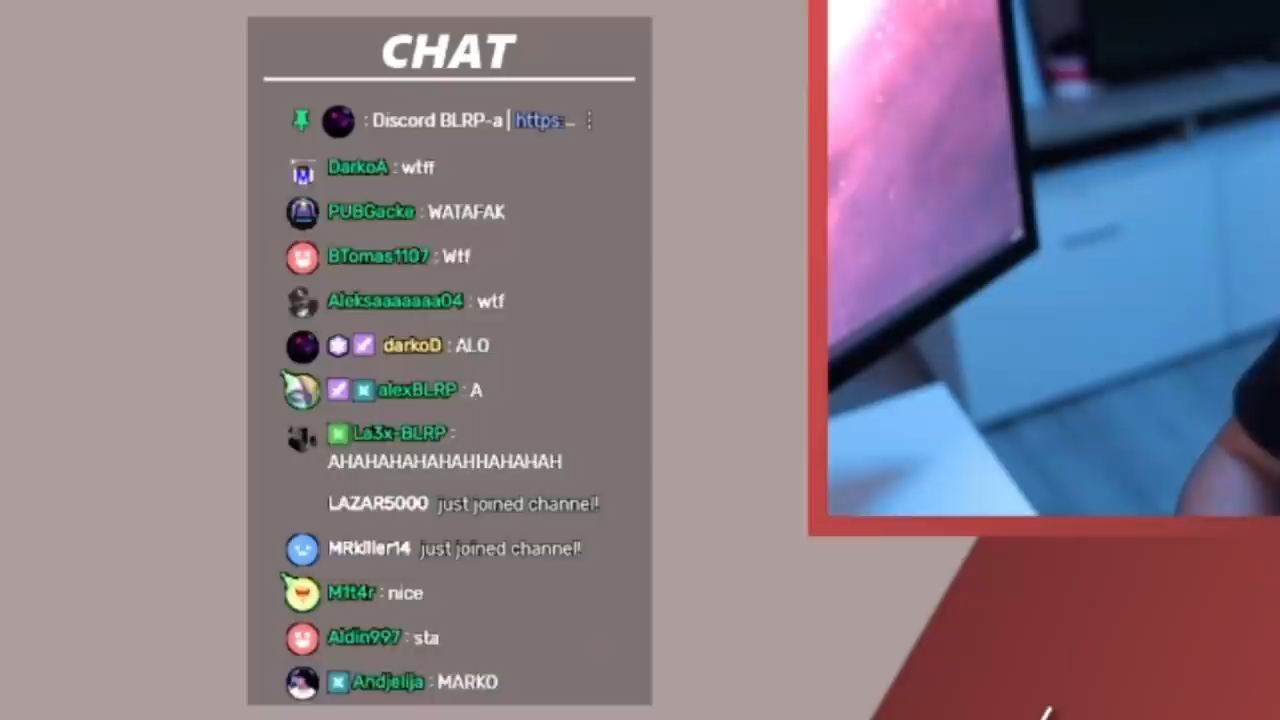 CHAT
: Discord BLRP-a | https:...
DarkoA : wtff
PUBGacke : WATAFAK
BTomas1107 : Wtf
Aleksaaaaaaa04 : wtf
darkoD : ALO
alexBLRP : A
La3x-BLRP :
AHAHAHAHAHAHHAHAHAH
LAZAR5000 just joined channel!
MRkiller14 just joined channel!
M1t4r : nice
Aldin997 : sta
Andjelija : MARKO